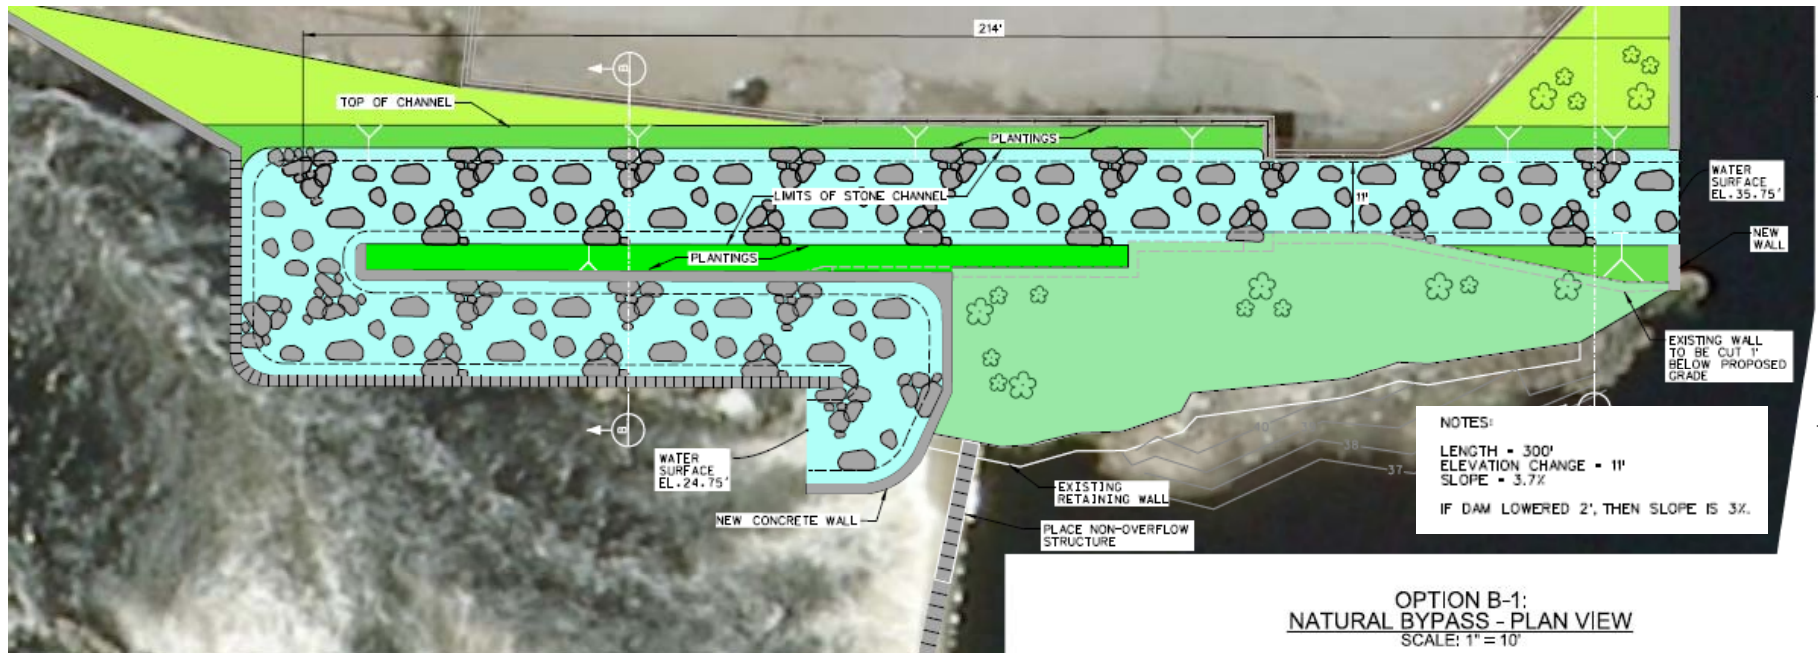 214'
B
TOP OF CHANNEL
PLANTINGS
LIMITS OF STONE CHANNEL
11'
WATER
SURFACE
EL.35.75'
NEW
WALL
PLANTINGS
EXISTING WALL
TO BE CUT 1'
BELOW PROPOSED
GRADE
B
WATER
SURFACE
EL.24.75'
NEW CONCRETE WALL
EXISTING
RETAINING WALL
PLACE NON-OVERFLOW
STRUCTURE
40
38
37
NOTES:
LENGTH = 300'
ELEVATION CHANGE = 11'
SLOPE = 3.7%
IF DAM LOWERED 2', THEN SLOPE IS 3%.
OPTION B-1:
NATURAL BYPASS - PLAN VIEW
SCALE: 1" = 10'